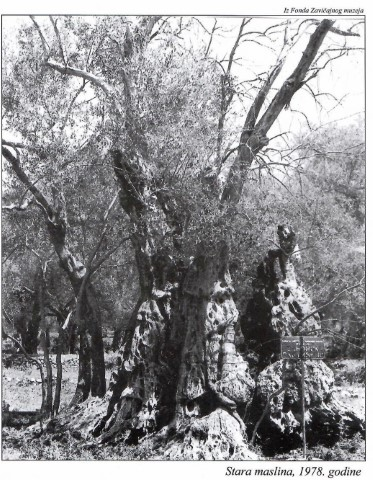 Iz Fonda Zavičajnog muzeja
Stara maslina, 1978. godine